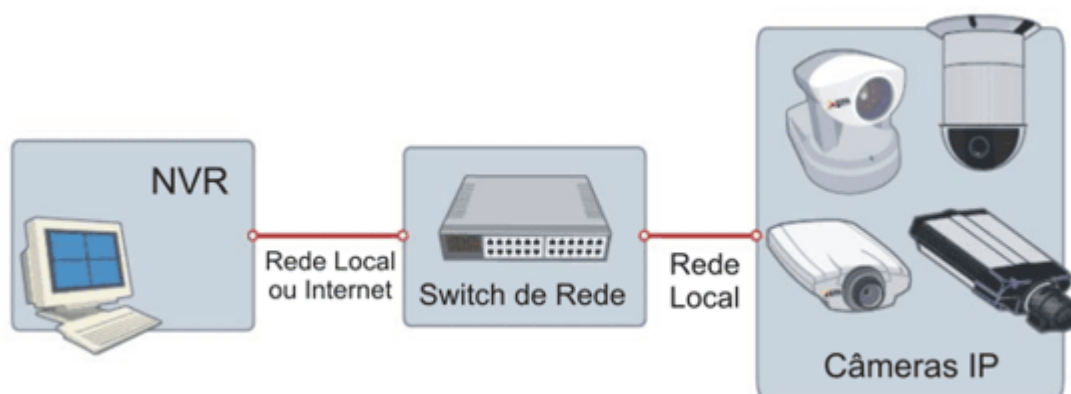 NVR
Rede Local
ou Internet
Switch de Rede
Rede
Local
Câmeras IP